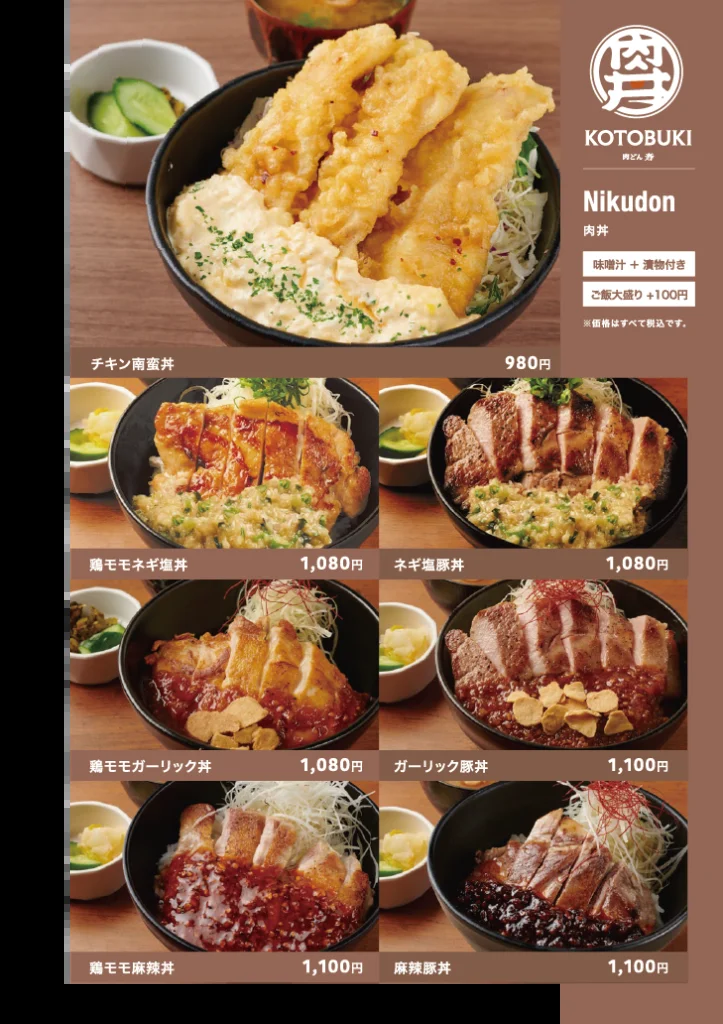 肉丼
KOTOBUKI
肉どん 寿
Nikudon
肉丼
味噌汁 + 漬物付き
ご飯大盛り +100円
※価格はすべて税込です。
チキン南蛮丼 980円
鶏モモネギ塩丼 1,080円
ネギ塩豚丼 1,080円
鶏モモガーリック丼 1,080円
ガーリック豚丼 1,100円
鶏モモ麻辣丼 1,100円
麻辣豚丼 1,100円